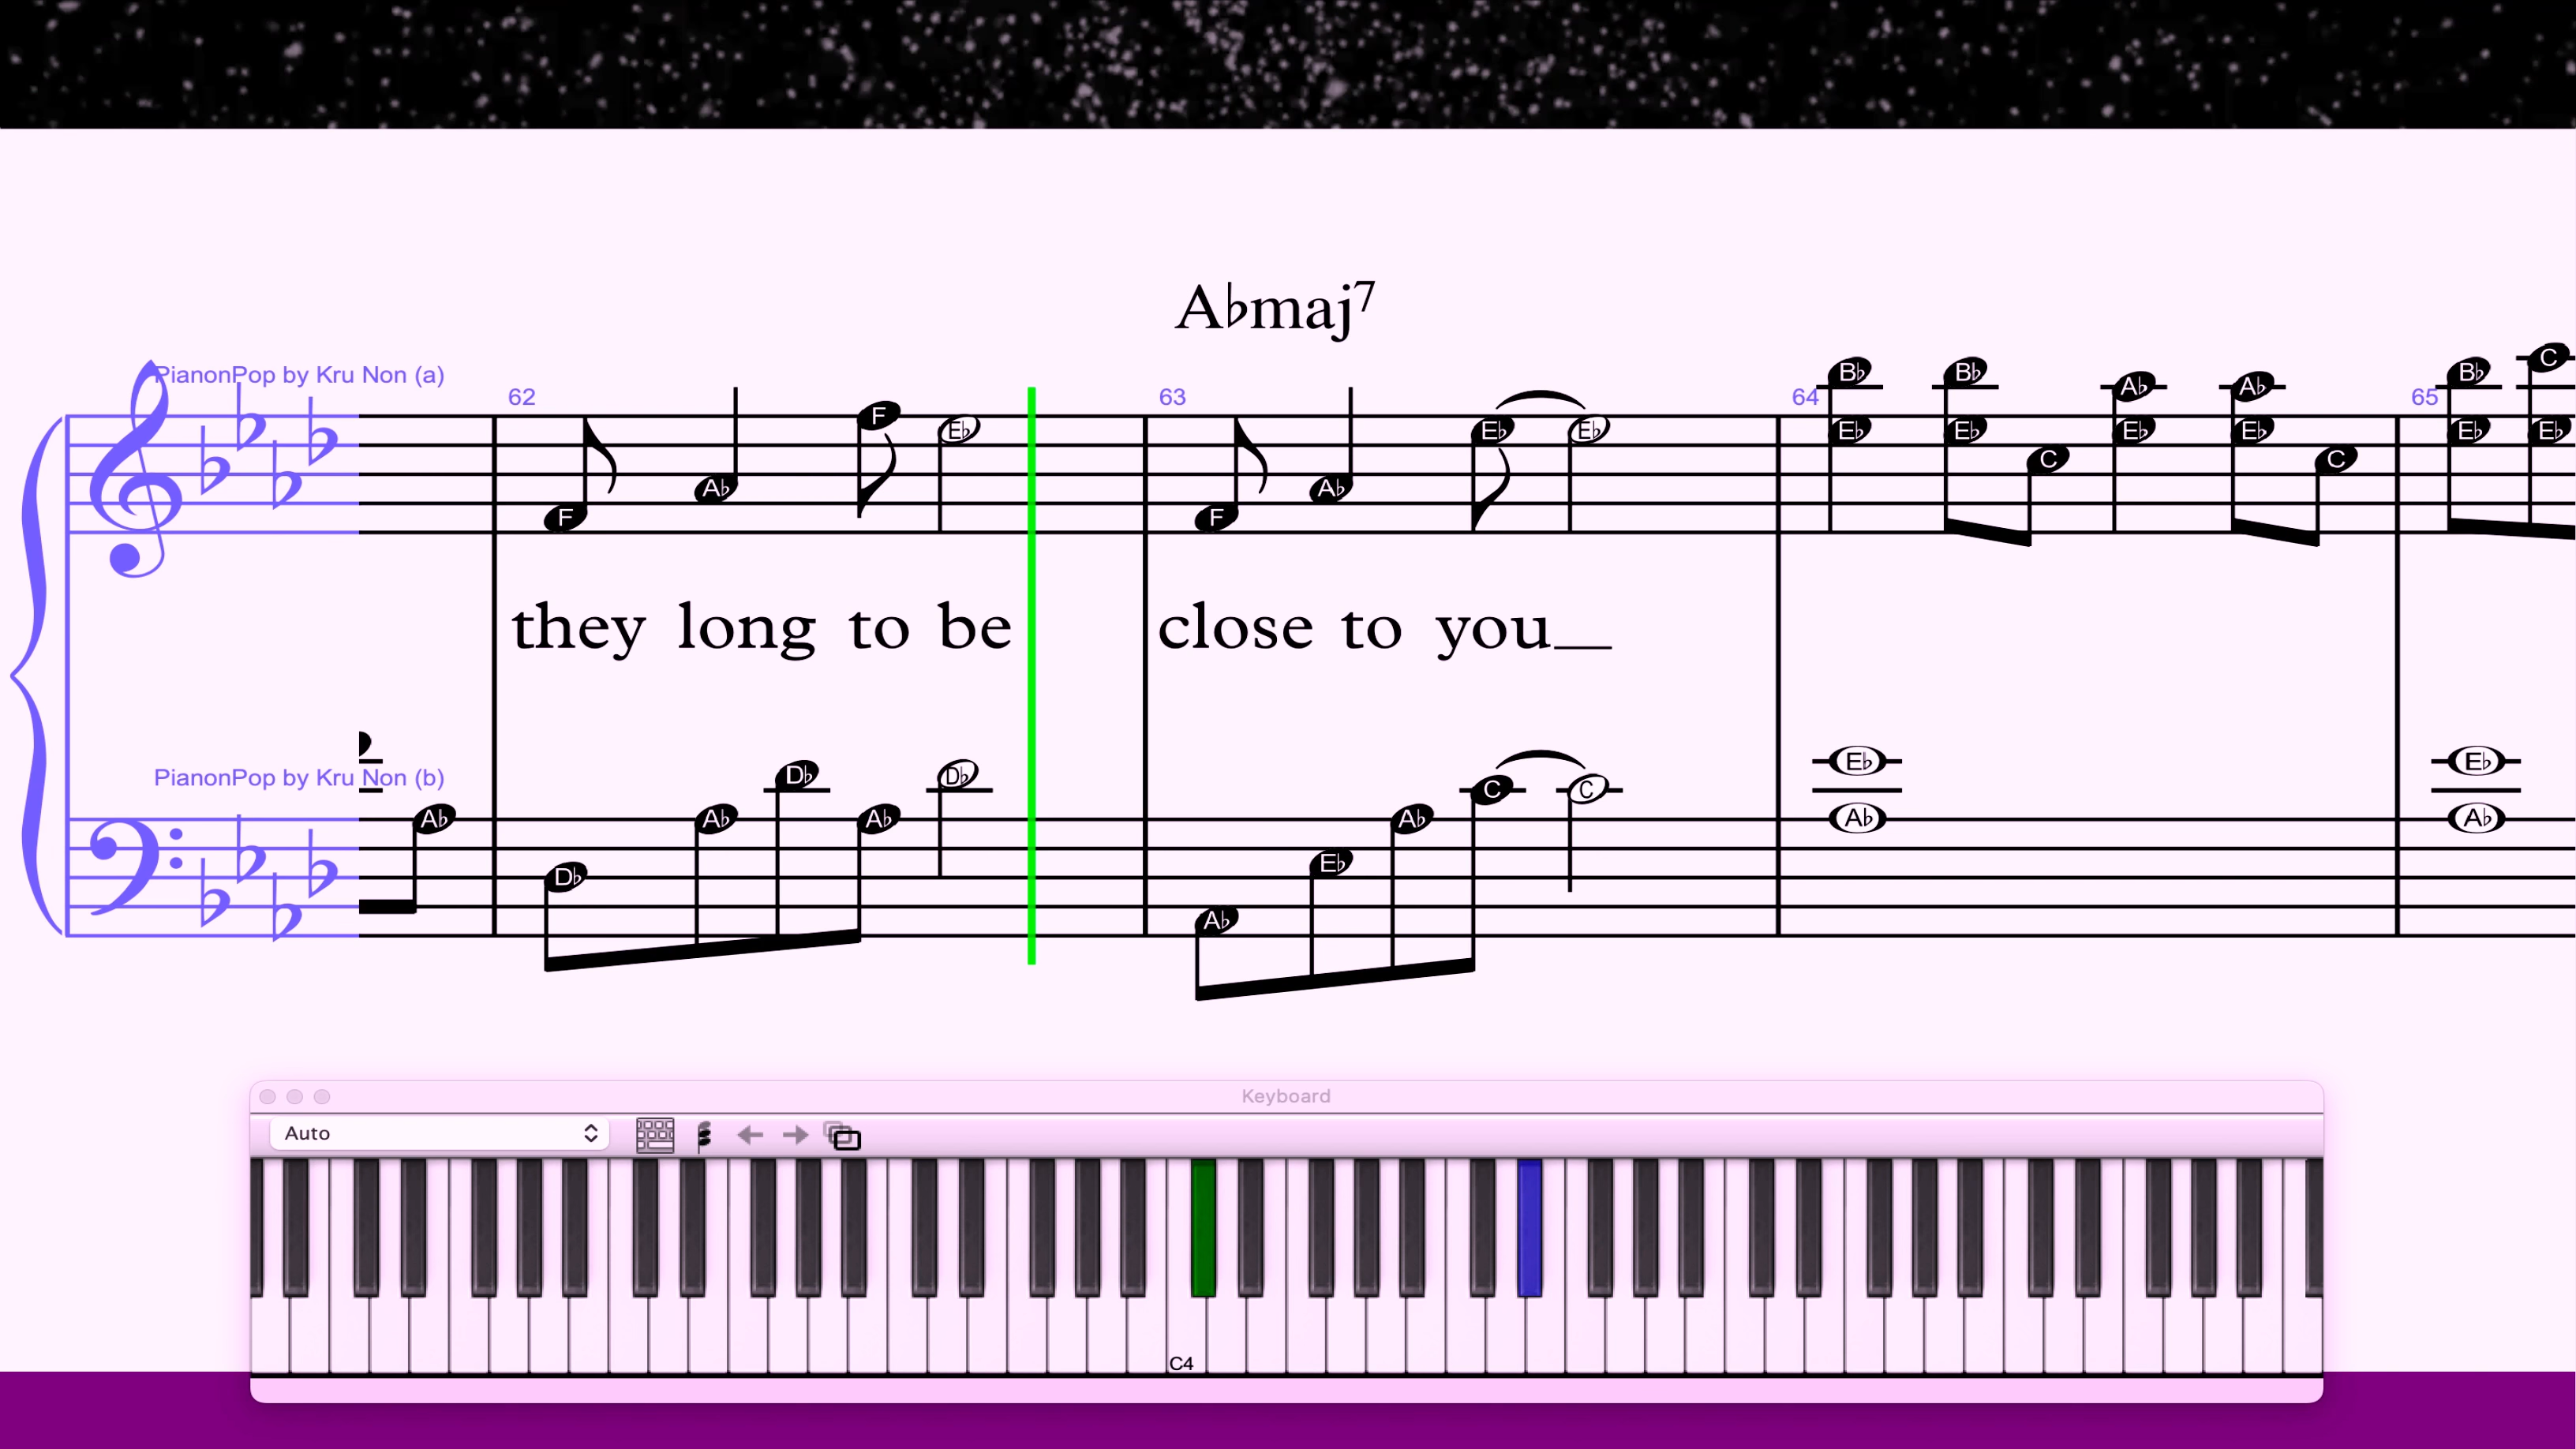 A♭maj7
PianonPop by Kru Non (a)
62 63 64 65
B♭ B♭ A♭ A♭ B♭ C
F A♭ F E♭ F A♭ E♭ E♭ E♭ E♭ C E♭ E♭ C E♭ E♭
they long to be close to you__
PianonPop by Kru Non (b)
A♭ D♭ A♭ D♭ A♭ D♭ A♭ E♭ A♭ C C E♭ A♭ E♭ A♭
Keyboard
Auto
C4